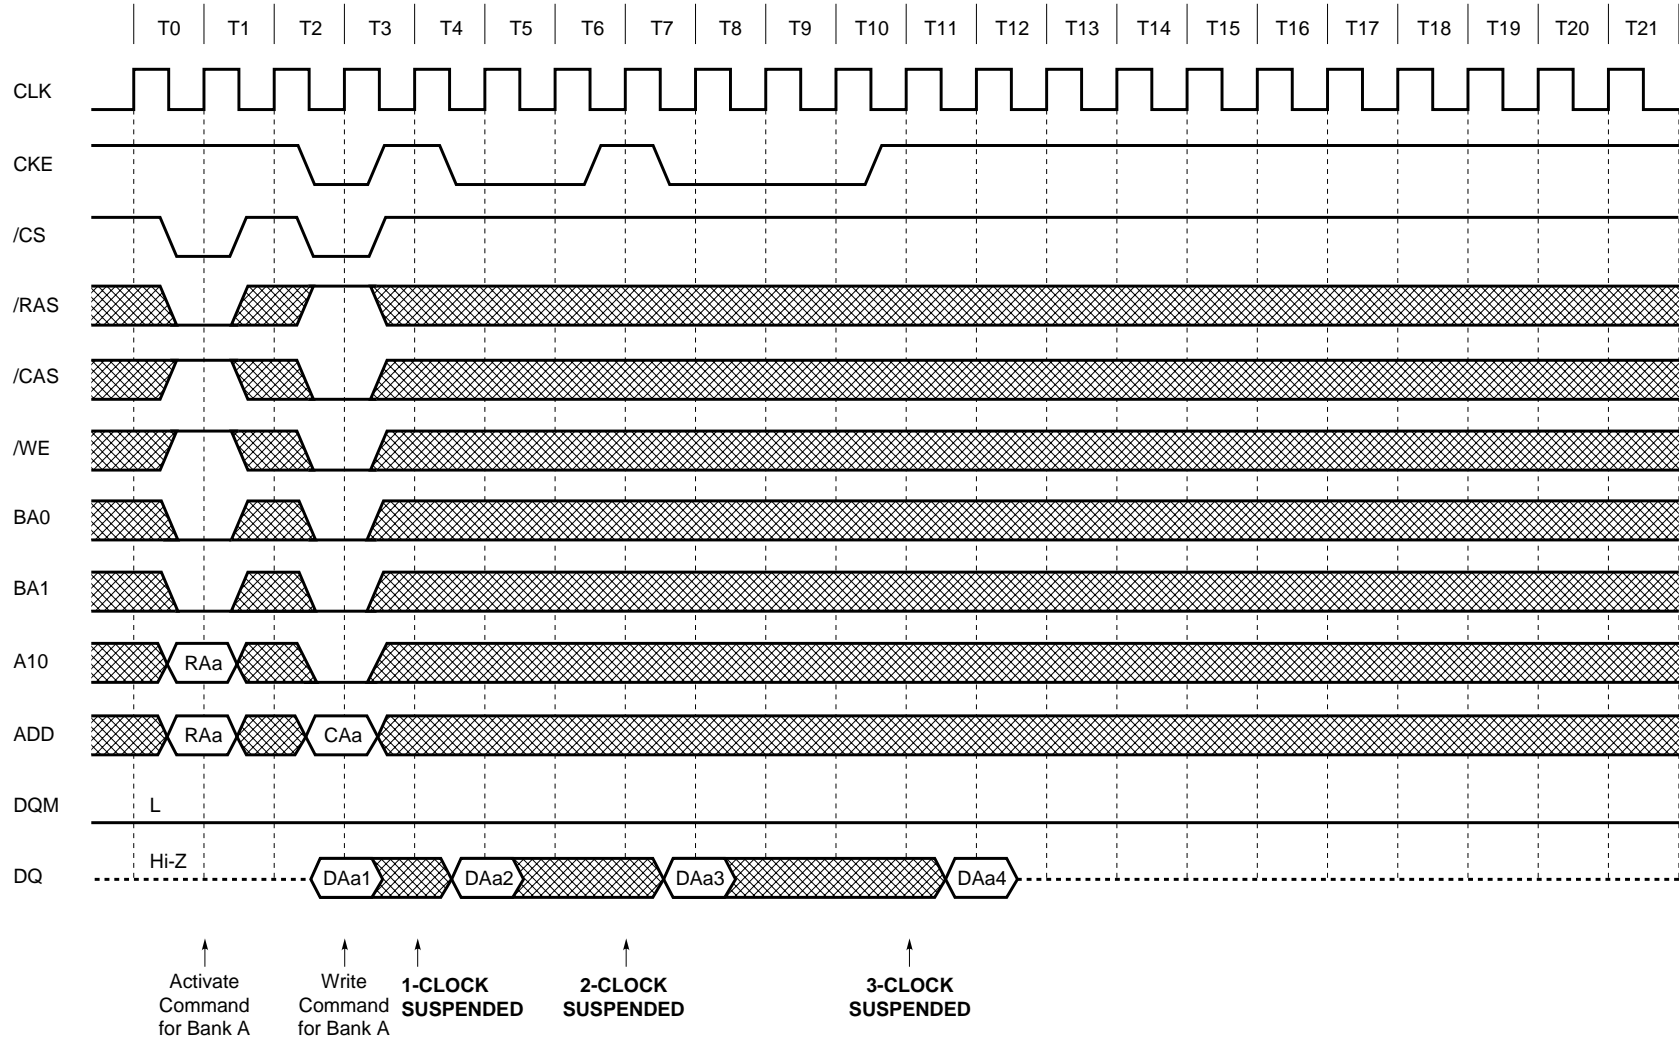 T0 T1 T2 T3 T4 T5 T6 T7 T8 T9 T10 T11 T12 T13 T14 T15 T16 T17 T18 T19 T20 T21
CLK
CKE
/CS
/RAS
/CAS
/WE
BA0
BA1
A10 RAa
ADD RAa CAa
DQM L
DQ Hi-Z DAa1 DAa2 DAa3 DAa4
Activate
Command
for Bank A
Write
Command
for Bank A
1-CLOCK
SUSPENDED
2-CLOCK
SUSPENDED
3-CLOCK
SUSPENDED